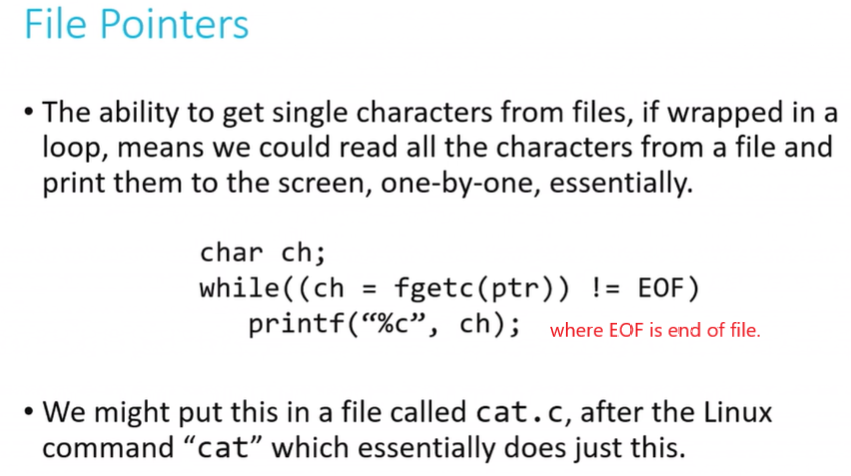 File Pointers
• The ability to get single characters from files, if wrapped in a
loop, means we could read all the characters from a file and
print them to the screen, one-by-one, essentially.
char ch;
while((ch = fgetc(ptr)) != EOF)
printf(“%c”, ch); where EOF is end of file.
• We might put this in a file called cat.c, after the Linux
command “cat” which essentially does just this.